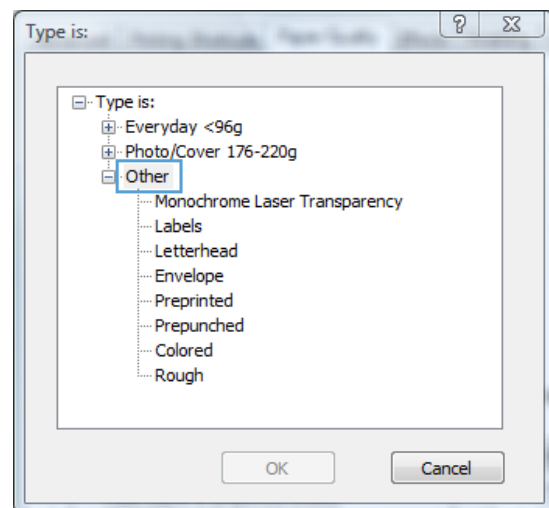 Type is:
Type is:
Everyday <96g
Photo/Cover 176-220g
Other
Monochrome Laser Transparency
Labels
Letterhead
Envelope
Preprinted
Prepunched
Colored
Rough
OK
Cancel